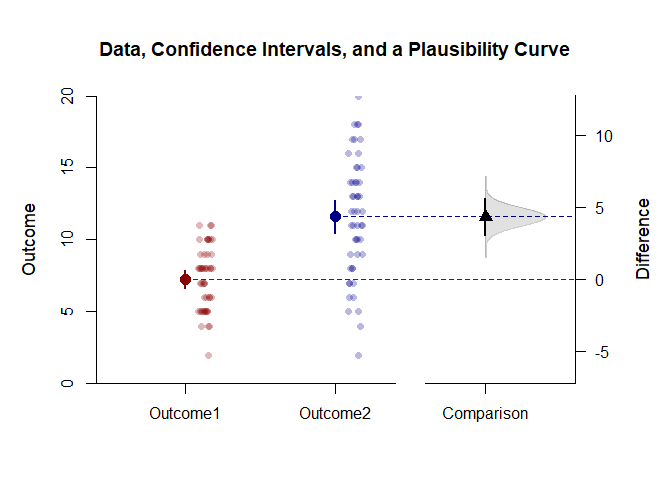 Data, Confidence Intervals, and a Plausibility Curve
Outcome
20
15
10
5
0
Outcome1
Outcome2
Comparison
10
5
0
-5
Difference